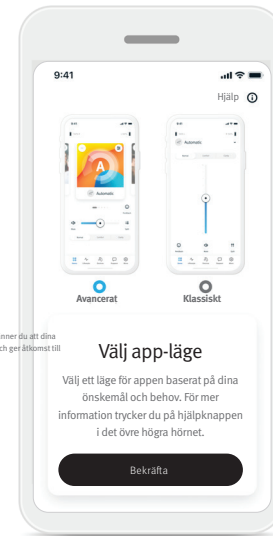 9:41
Hjälp
Automatic
Automatic
A
Avancerat
Klassiskt
nner du att dina
ch ger åtkomst till
Välj app-läge
Välj ett läge för appen baserat på dina
önskemål och behov. För mer
information trycker du på hjälpknappen
i det övre högra hörnet.
Bekräfta